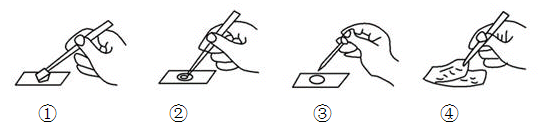 ① ② ③ ④